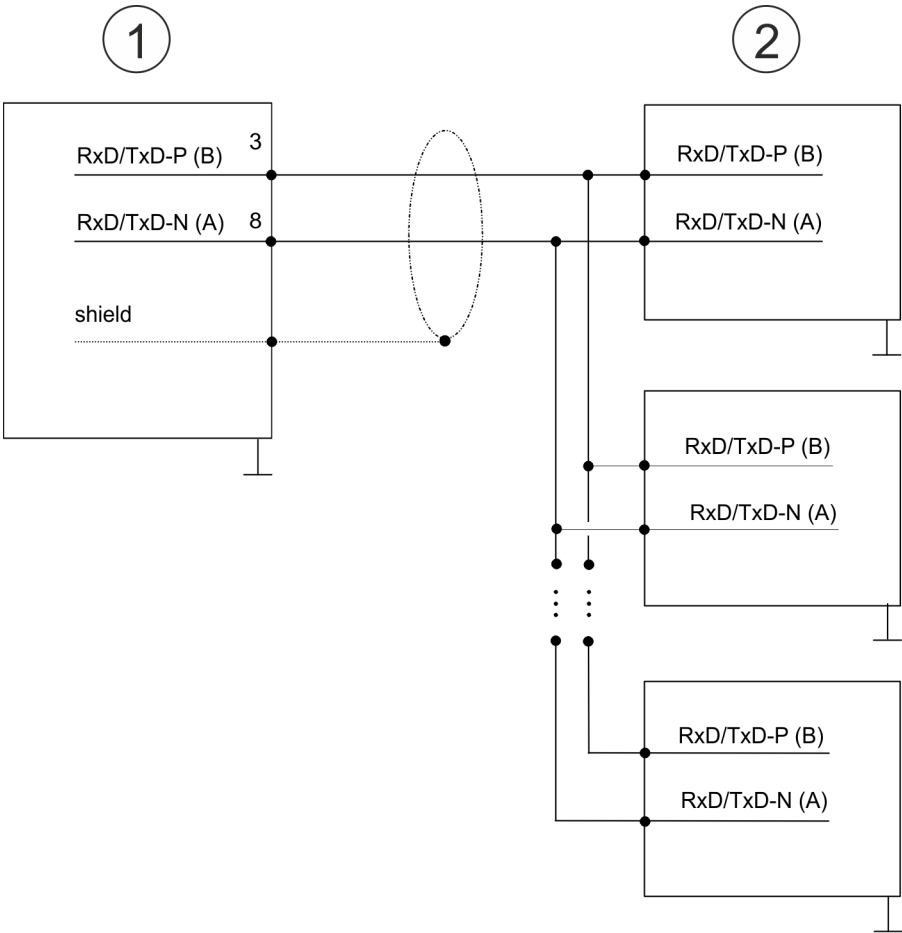 1
2
RxD/TxD-P (B)
3
RxD/TxD-N (A)
8
shield
RxD/TxD-P (B)
RxD/TxD-N (A)
RxD/TxD-P (B)
RxD/TxD-N (A)
RxD/TxD-P (B)
RxD/TxD-N (A)